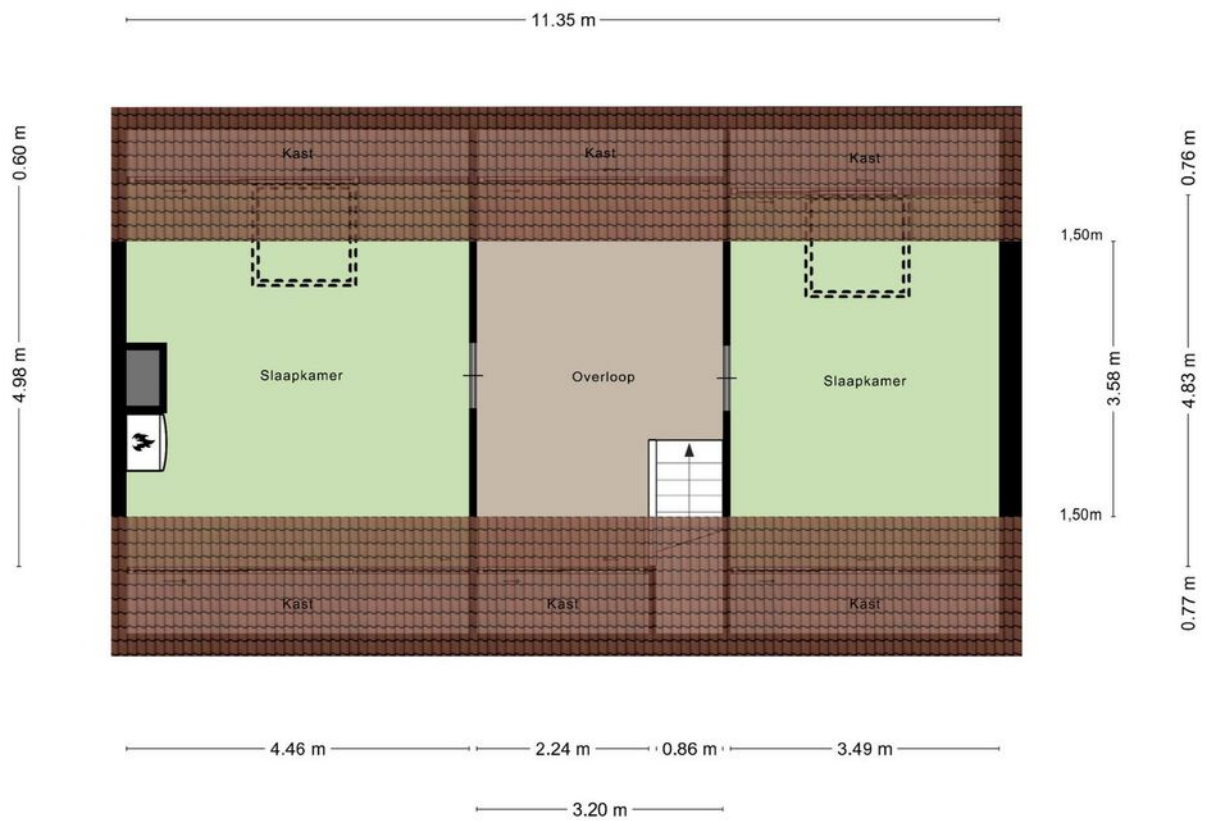 11.35 m
0.60 m
0.76 m
Kast
Kast
Kast
1,50m
4.98 m
Slaapkamer
Overloop
Slaapkamer
3.58 m
4.83 m
1,50m
Kast
Kast
Kast
0.77 m
4.46 m
2.24 m
0.86 m
3.49 m
3.20 m